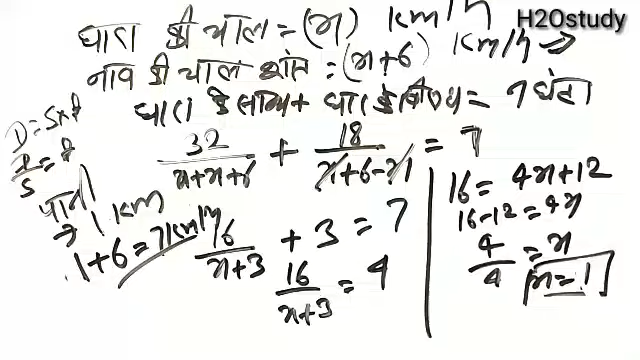 H2Ostudy
धारा की चाल = (x) km/h
नाव की चाल शांत = (x+6) km/h →
धारा के साथ + धारा के विरुध = 7 घंटा
D = S×t
32/(x+x+6) + 18/(x+6-x) = 7
16/(x+3) + 3 = 7
16/(x+3) = 4
→ 1 km
1+6 = 7 km/h
16 = 4x+12
16-12 = 4x
4/4 = x
x = 1